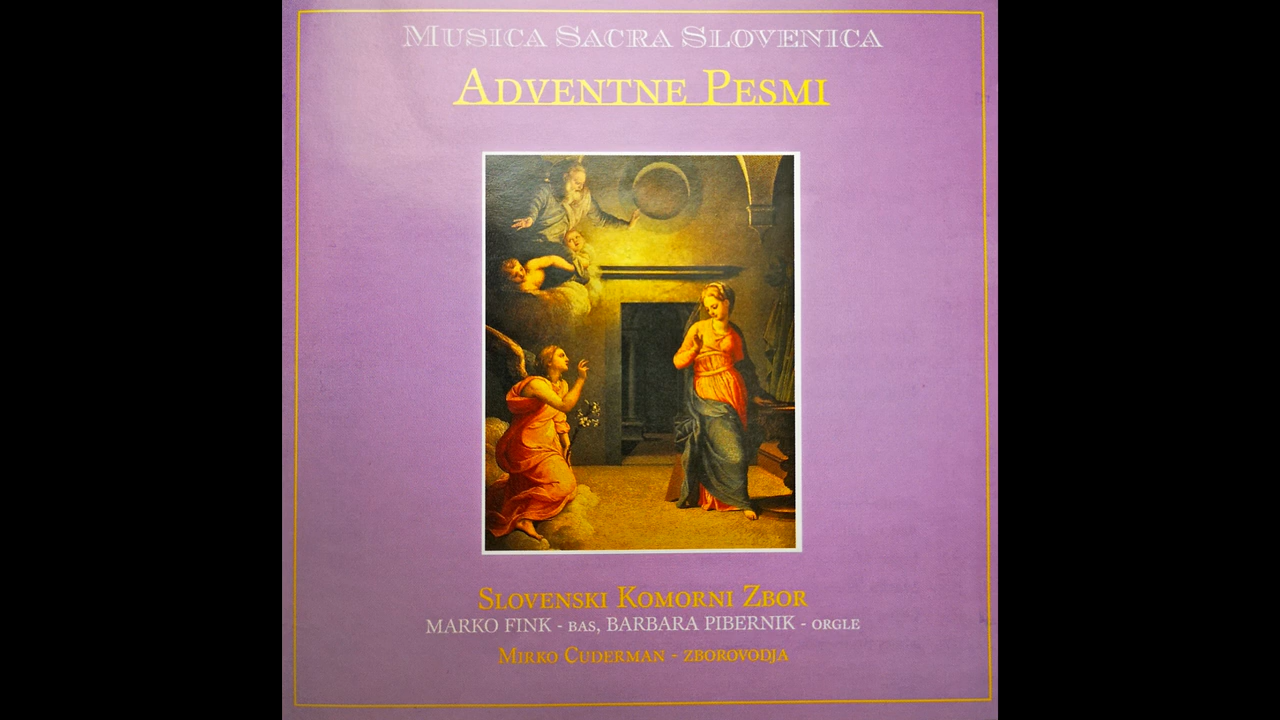 MUSICA SACRA SLOVENICA
ADVENTNE PESMI
SLOVENSKI KOMORNI ZBOR
MARKO FINK - BAS, BARBARA PIBERNIK - ORGLE
MIRKO CUDERMAN - ZBOROVODJA